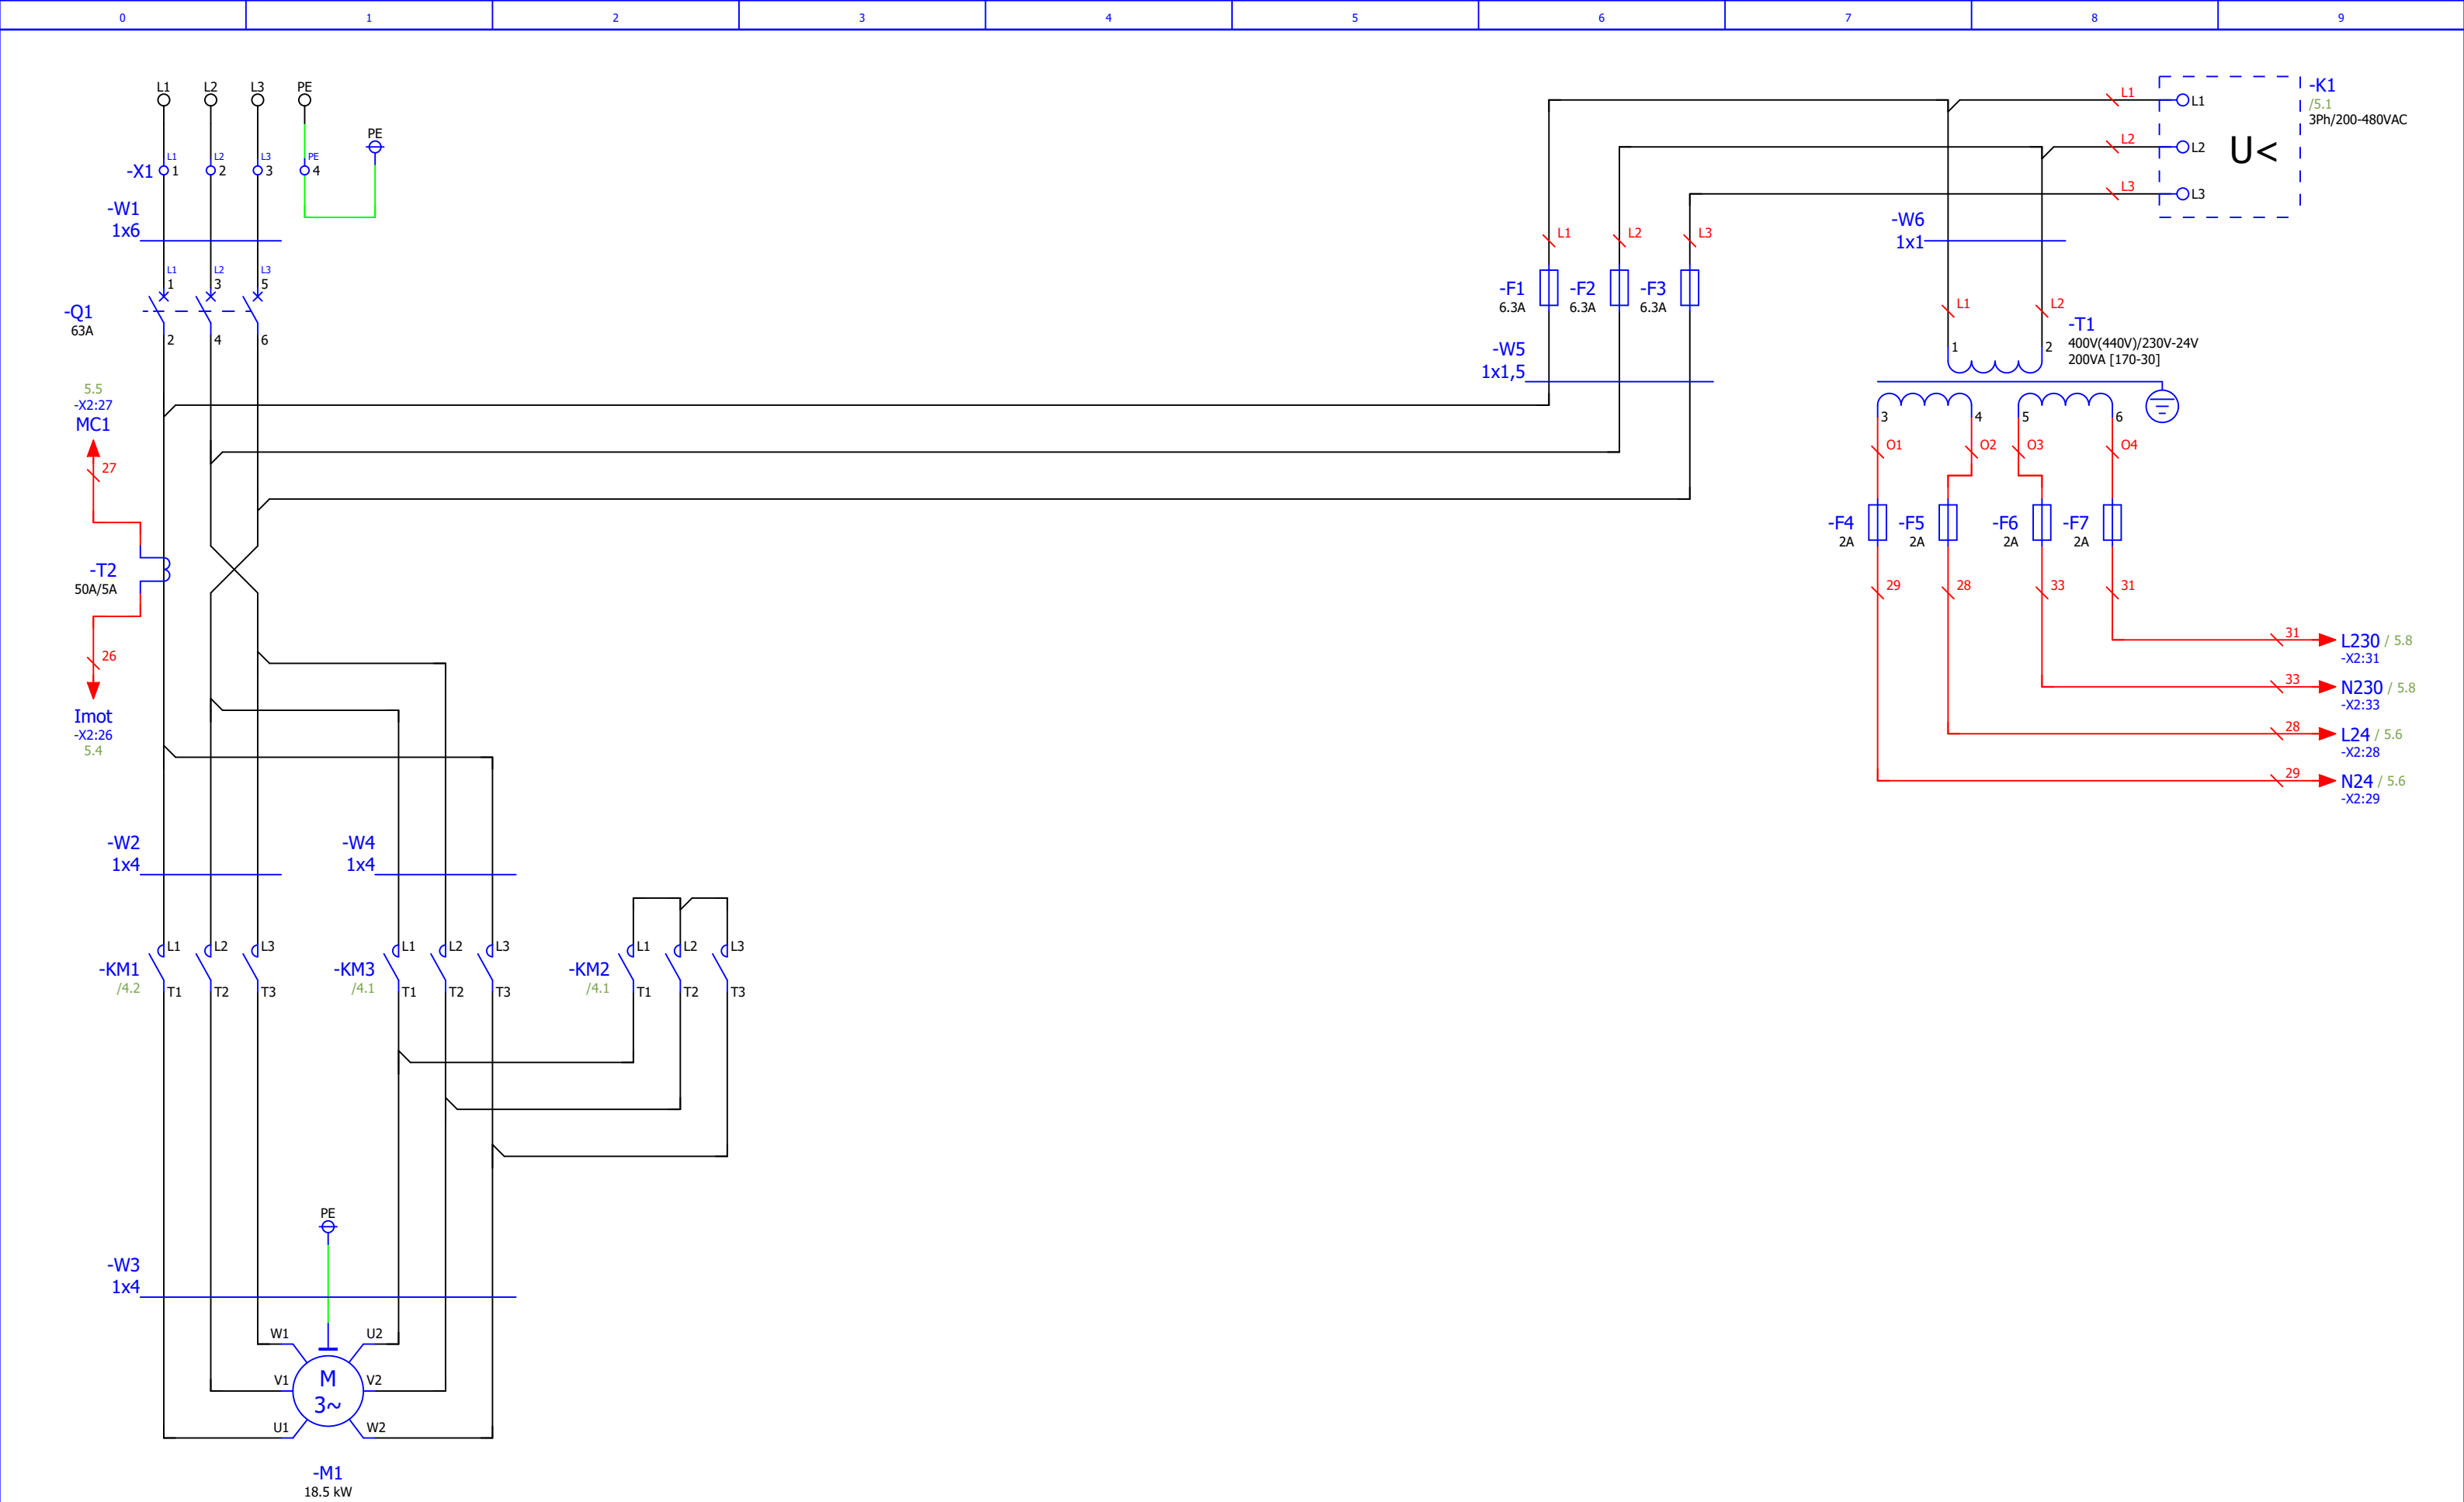 0 1 2 3 4 5 6 7 8 9
L1 L2 L3 PE
PE
L1 L2 L3 PE
-X1 1 2 3 4
-W1
1x6
L1 L2 L3
1 3 5
-Q1
63A
2 4 6
5.5
-X2:27
MC1
27
-T2
50A/5A
26
Imot
-X2:26
5.4
-W2
1x4
-W4
1x4
L1 L2 L3
-KM1
/4.2
T1 T2 T3
L1 L2 L3
-KM3
/4.1
T1 T2 T3
L1 L2 L3
-KM2
/4.1
T1 T2 T3
PE
-W3
1x4
W1 U2
V1 V2
U1 W2
M
3~
-M1
18.5 kW
L1 L2 L3
-F1
6.3A
-F2
6.3A
-F3
6.3A
-W5
1x1,5
L1 L1
L2 L2
L3 L3
U<
-K1
/5.1
3Ph/200-480VAC
-W6
1x1
L1 L2
1 2
-T1
400V(440V)/230V-24V
200VA [170-30]
3 4 5 6
O1 O2 O3 O4
-F4
2A
-F5
2A
-F6
2A
-F7
2A
29 28 33 31
31 L230 / 5.8
-X2:31
33 N230 / 5.8
-X2:33
28 L24 / 5.6
-X2:28
29 N24 / 5.6
-X2:29